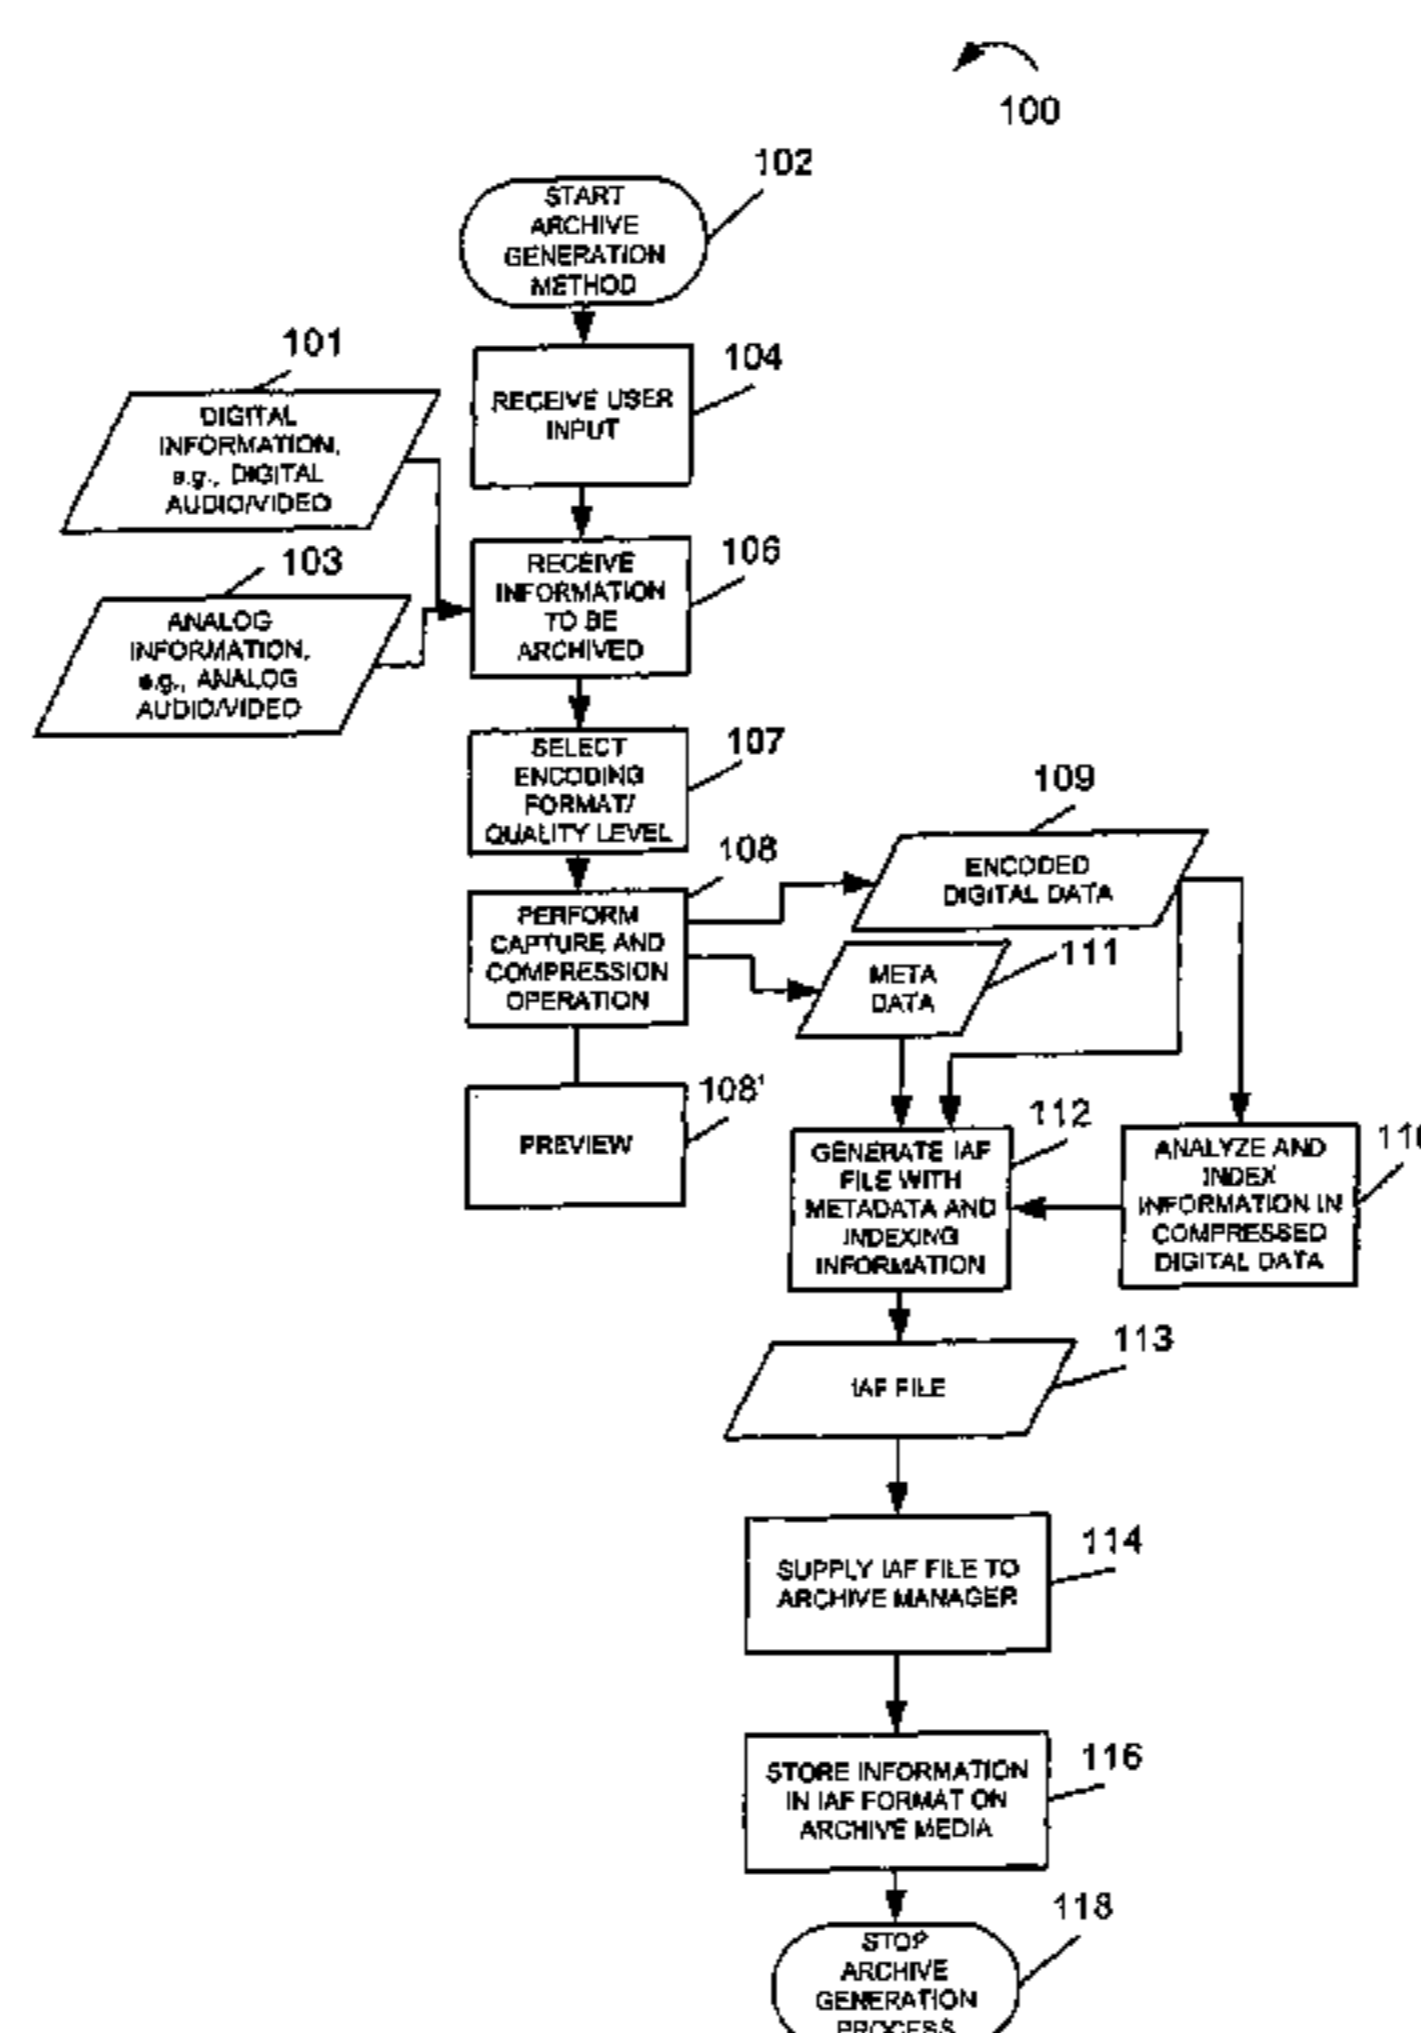 100
102
START
ARCHIVE
GENERATION
METHOD
101
DIGITAL
INFORMATION,
e.g., DIGITAL
AUDIO/VIDEO
104
RECEIVE USER
INPUT
103
ANALOG
INFORMATION,
e.g., ANALOG
AUDIO/VIDEO
106
RECEIVE
INFORMATION
TO BE
ARCHIVED
107
SELECT
ENCODING
FORMAT/
QUALITY LEVEL
108
PERFORM
CAPTURE AND
COMPRESSION
OPERATION
109
ENCODED
DIGITAL DATA
111
META
DATA
108'
PREVIEW
112
GENERATE IAF
FILE WITH
METADATA AND
INDEXING
INFORMATION
ANALYZE AND
INDEX
INFORMATION IN
COMPRESSED
DIGITAL DATA
113
IAF FILE
114
SUPPLY IAF FILE TO
ARCHIVE MANAGER
116
STORE INFORMATION
IN IAF FORMAT ON
ARCHIVE MEDIA
118
STOP
ARCHIVE
GENERATION
PROCESS